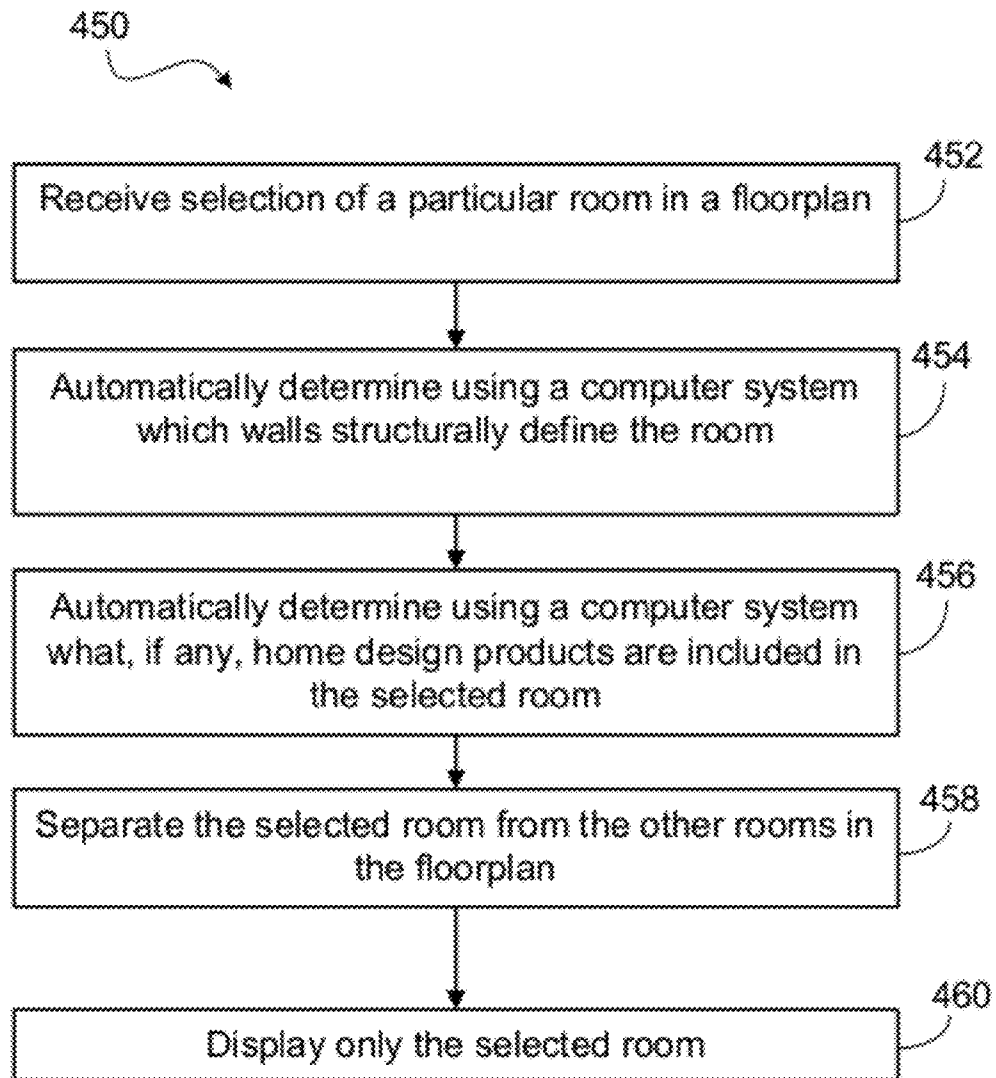 450
452
Receive selection of a particular room in a floorplan
454
Automatically determine using a computer system
which walls structurally define the room
456
Automatically determine using a computer system
what, if any, home design products are included in
the selected room
458
Separate the selected room from the other rooms in
the floorplan
460
Display only the selected room